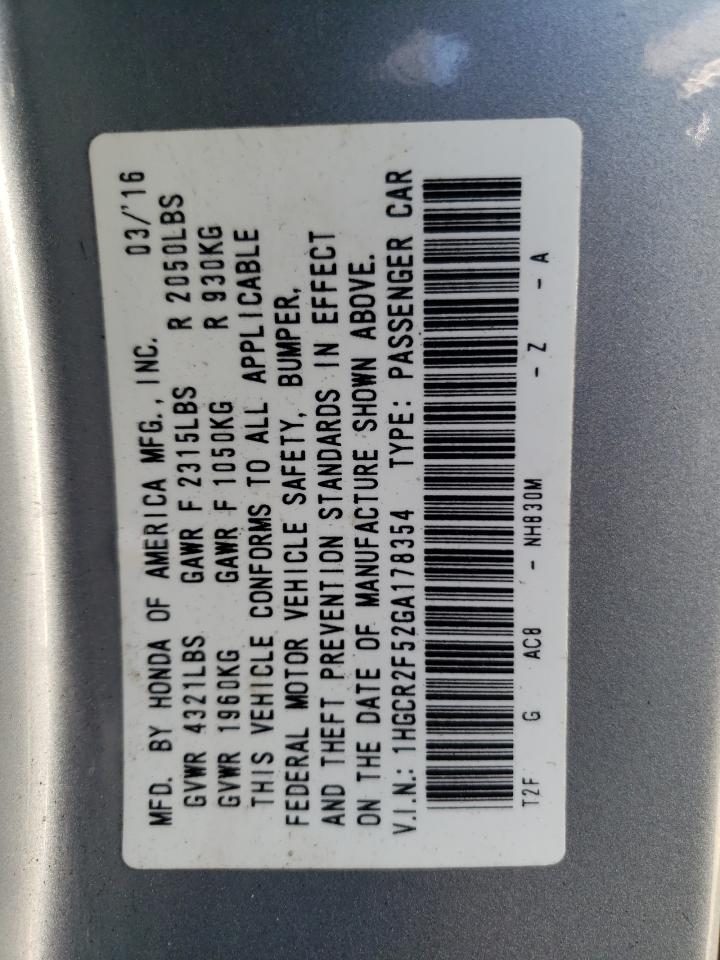 MFD. BY HONDA OF AMERICA MFG., INC. 03/'16
GVWR 4321LBS GAWR F 2315LBS R 2050LBS
GVWR 1960KG GAWR F 1050KG R 930KG
THIS VEHICLE CONFORMS TO ALL APPLICABLE
FEDERAL MOTOR VEHICLE SAFETY, BUMPER,
AND THEFT PREVENTION STANDARDS IN EFFECT
ON THE DATE OF MANUFACTURE SHOWN ABOVE.
V.I.N.: 1HGCR2F52GA178354 TYPE: PASSENGER CAR
T2F G AC8 - NH830M - Z - A